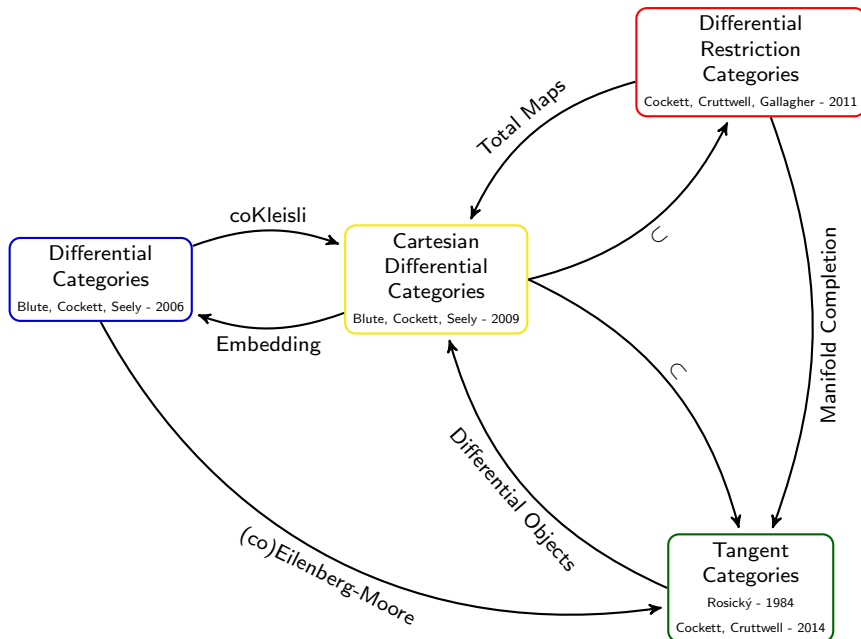 Differential
Restriction
Categories
Cockett, Cruttwell, Gallagher - 2011
Total Maps
coKleisli
Differential
Categories
Blute, Cockett, Seely - 2006
Cartesian
Differential
Categories
Blute, Cockett, Seely - 2009
Embedding
⊂
⊂
Manifold Completion
Differential Objects
(co)Eilenberg-Moore
Tangent
Categories
Rosický - 1984
Cockett, Cruttwell - 2014